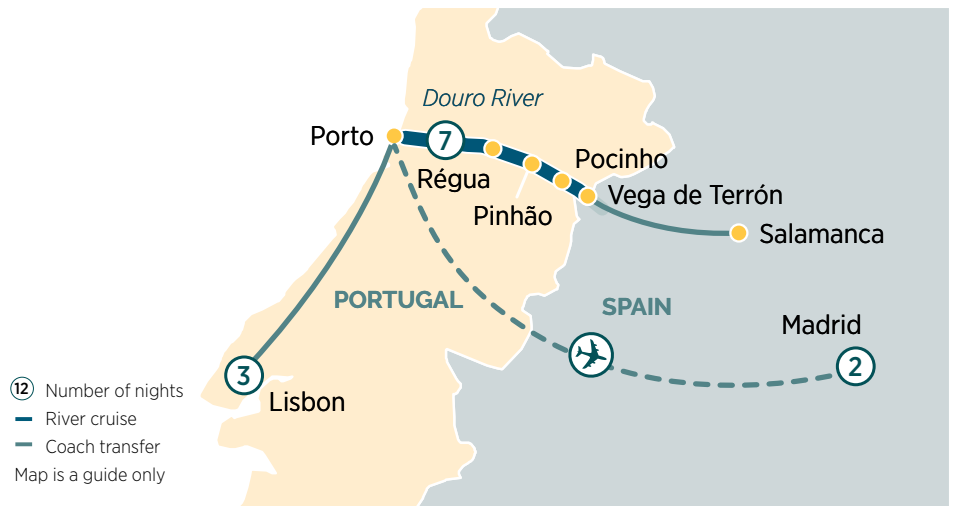 Douro River
Porto
7
Pocinho
Régua
Vega de Terrón
Pinhão
Salamanca
PORTUGAL
SPAIN
Madrid
2
3
Lisbon
12 Number of nights
River cruise
Coach transfer
Map is a guide only